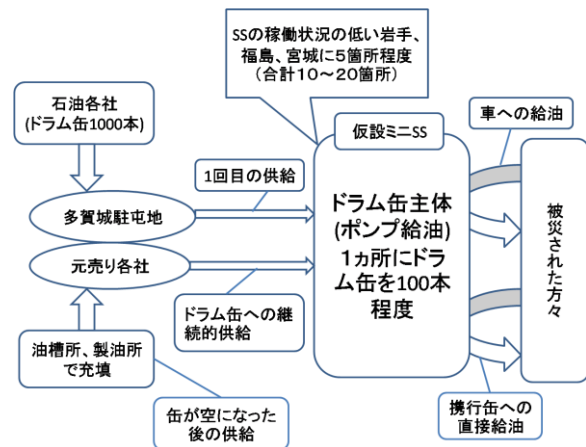 SSの稼働状況の低い岩手、
福島、宮城に5箇所程度
(合計10～20箇所)
石油各社
(ドラム缶1000本)
仮設ミニSS
車への給油
1回目の供給
多賀城駐屯地
ドラム缶主体
(ポンプ給油)
1ヵ所にドラ
ム缶を100本
程度
被災された方々
元売り各社
ドラム缶への継
続的供給
油槽所、製油所
で充填
缶が空になった
後の供給
携行缶への
直接給油